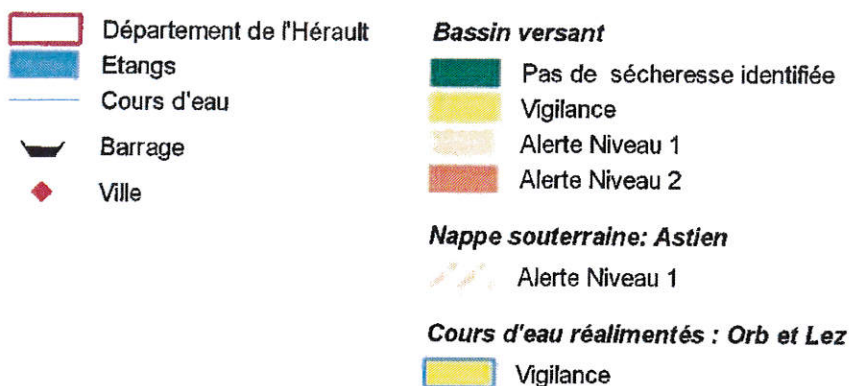 Département de l'Hérault
Etangs
Cours d'eau
Barrage
Ville
Bassin versant
Pas de sécheresse identifiée
Vigilance
Alerte Niveau 1
Alerte Niveau 2
Nappe souterraine: Astien
Alerte Niveau 1
Cours d'eau réalimentés : Orb et Lez
Vigilance